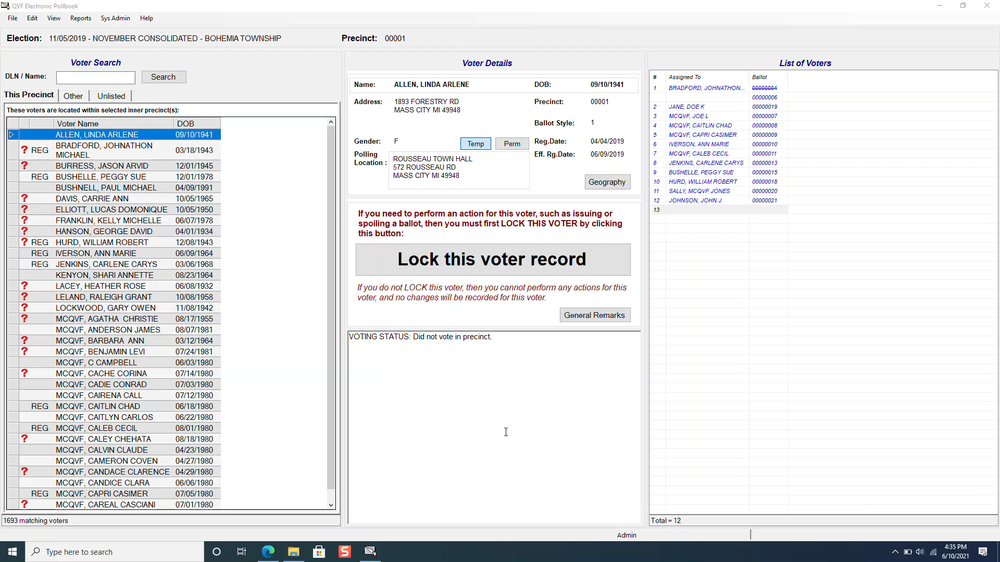 QVF Electronic Pollbook
File Edit View Reports Sys Admin Help
Election: 11/05/2019 - NOVEMBER CONSOLIDATED - BOHEMIA TOWNSHIP Precinct: 00001
Voter Search
DLN / Name: Search
This Precinct Other Unlisted
These voters are located within selected inner precinct(s):
Voter Name DOB
ALLEN, LINDA ARLENE 09/10/1941
? REG BRADFORD, JOHNATHON MICHAEL 03/18/1943
? BURRESS, JASON ARVID 12/01/1945
REG BUSHELLE, PEGGY SUE 12/01/1978
BUSHNELL, PAUL MICHAEL 04/09/1991
? DAVIS, CARRIE ANN 10/05/1965
? ELLIOTT, LUCAS DOMONIQUE 10/05/1950
? FRANKLIN, KELLY MICHELLE 06/07/1978
? HANSON, GEORGE DAVID 04/01/1934
? REG HURD, WILLIAM ROBERT 12/08/1943
REG IVERSON, ANN MARIE 06/09/1964
REG JENKINS, CARLENE CARYS 03/06/1968
KENYON, SHARI ANNETTE 08/23/1964
? LACEY, HEATHER ROSE 06/08/1932
? LELAND, RALEIGH GRANT 10/08/1958
? LOCKWOOD, GARY OWEN 11/08/1942
? MCQVF, AGATHA CHRISTIE 08/17/1955
MCQVF, ANDERSON JAMES 08/07/1981
? MCQVF, BARBARA ANN 03/12/1964
? MCQVF, BENJAMIN LEVI 07/24/1981
MCQVF, C CAMPBELL 06/03/1980
? MCQVF, CACHE CORINA 07/14/1980
MCQVF, CADIE CONRAD 07/03/1980
MCQVF, CAIRENA CALL 07/12/1980
REG MCQVF, CAITLIN CHAD 06/18/1980
MCQVF, CAITLYN CARLOS 06/22/1980
REG MCQVF, CALEB CECIL 08/01/1980
? MCQVF, CALEY CHEHATA 08/18/1980
MCQVF, CALVIN CLAUDE 04/23/1980
MCQVF, CAMERON COVEN 04/27/1980
? MCQVF, CANDACE CLARENCE 04/29/1980
MCQVF, CANDICE CLARA 06/06/1980
REG MCQVF, CAPRI CASIMER 07/05/1980
? MCQVF, CAREAL CASCIANI 07/01/1980
1693 matching voters
Voter Details
Name: ALLEN, LINDA ARLENE DOB: 09/10/1941
Address: 1893 FORESTRY RD Precinct: 00001
MASS CITY MI 49948
Ballot Style: 1
Gender: F Temp Perm Reg.Date: 04/04/2019
Polling Location : Eff. Rg.Date: 06/09/2019
ROUSSEAU TOWN HALL
572 ROUSSEAU RD
MASS CITY MI 49948
Geography
If you need to perform an action for this voter, such as issuing or
spoiling a ballot, then you must first LOCK THIS VOTER by clicking
this button:
Lock this voter record
If you do not LOCK this voter, then you cannot perform any actions for this
voter, and no changes will be recorded for this voter.
General Remarks
VOTING STATUS: Did not vote in precinct.
List of Voters
# Assigned To Ballot
1 BRADFORD, JOHNATHON... 00000004
00000006
2 JANE, DOE K 00000019
3 MCQVF, JOE L 00000007
4 MCQVF, CAITLIN CHAD 00000008
5 MCQVF, CAPRI CASIMER 00000009
6 IVERSON, ANN MARIE 00000010
7 MCQVF, CALEB CECIL 00000011
8 JENKINS, CARLENE CARYS 00000013
9 BUSHELLE, PEGGY SUE 00000015
10 HURD, WILLIAM ROBERT 00000018
11 SALLY, MCQVF JONES 00000020
12 JOHNSON, JOHN J 00000021
13
Total = 12
Admin
Type here to search
S
4:35 PM
6/10/2021